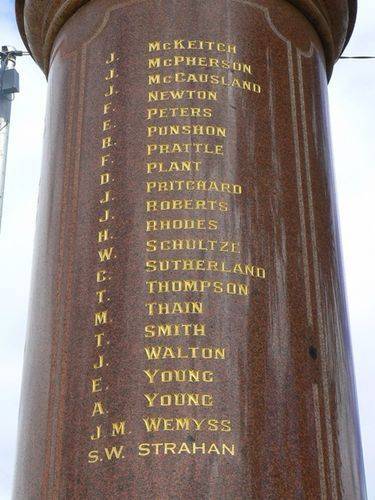 J. McKEITCH
J. McPHERSON
J. McCAUSLAND
F. NEWTON
E. PETERS
R. PUNSHON
F. PRATTLE
D. PLANT
J. PRITCHARD
J. ROBERTS
H. RHODES
W. SCHULTZE
C. SUTHERLAND
T. THOMPSON
M. THAIN
T. SMITH
J. WALTON
E. YOUNG
A. YOUNG
J. M. WEMYSS
S.W. STRAHAN